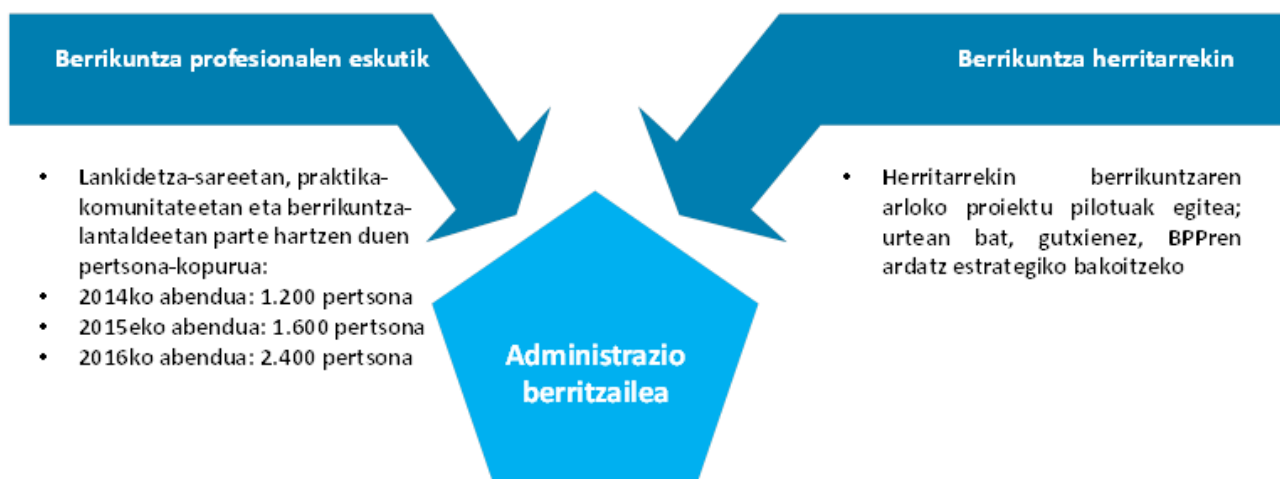 Berrikuntza profesionalen eskutik
• Lankidetza-sareetan, praktika-
komunitateetan eta berrikuntza-
lantaldeetan parte hartzen duen
pertsona-kopurua:
• 2014ko abendua: 1.200 pertsona
• 2015eko abendua: 1.600 pertsona
• 2016ko abendua: 2.400 pertsona
Berrikuntza herritarrekin
• Herritarrekin berrikuntzaren
arloko proiektu pilotuak egitea;
urtean bat, gutxienez, BPPren
ardatz estrategiko bakoitzeko
Administrazio
berritzailea